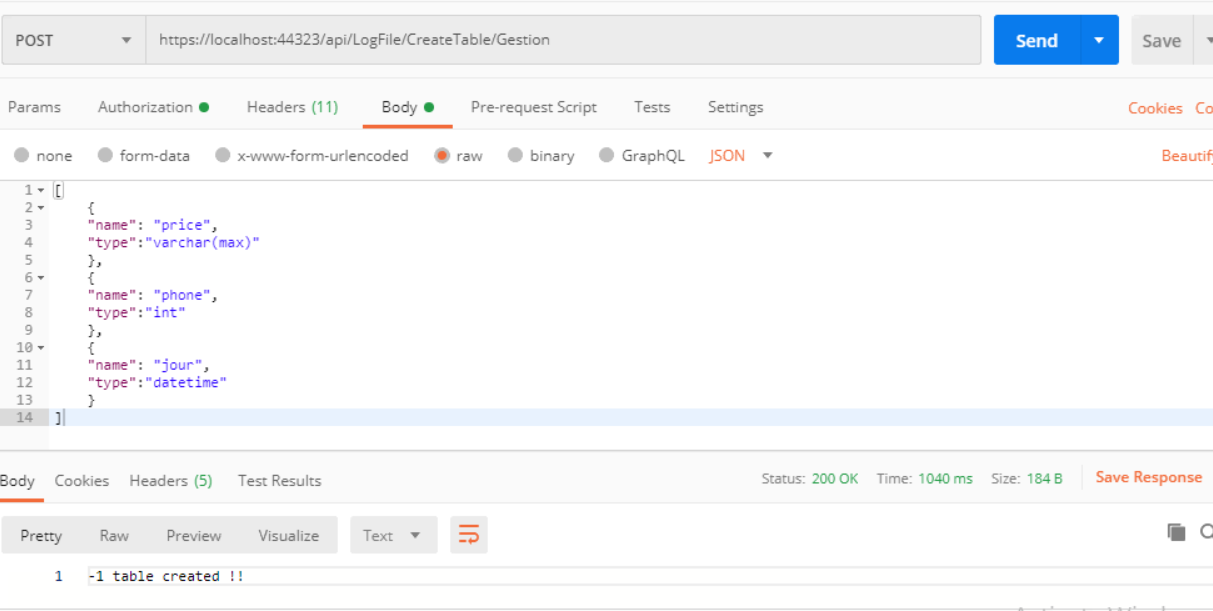 POST https://localhost:44323/api/LogFile/CreateTable/Gestion Send Save
Params Authorization Headers (11) Body Pre-request Script Tests Settings Cookies Co
none form-data x-www-form-urlencoded raw binary GraphQL JSON Beautify
1 [
2 {
3 "name": "price",
4 "type":"varchar(max)"
5 },
6 {
7 "name": "phone",
8 "type":"int"
9 },
10 {
11 "name": "jour",
12 "type":"datetime"
13 }
14 ]
Body Cookies Headers (5) Test Results Status: 200 OK Time: 1040 ms Size: 184 B Save Response
Pretty Raw Preview Visualize Text
1 -1 table created !!